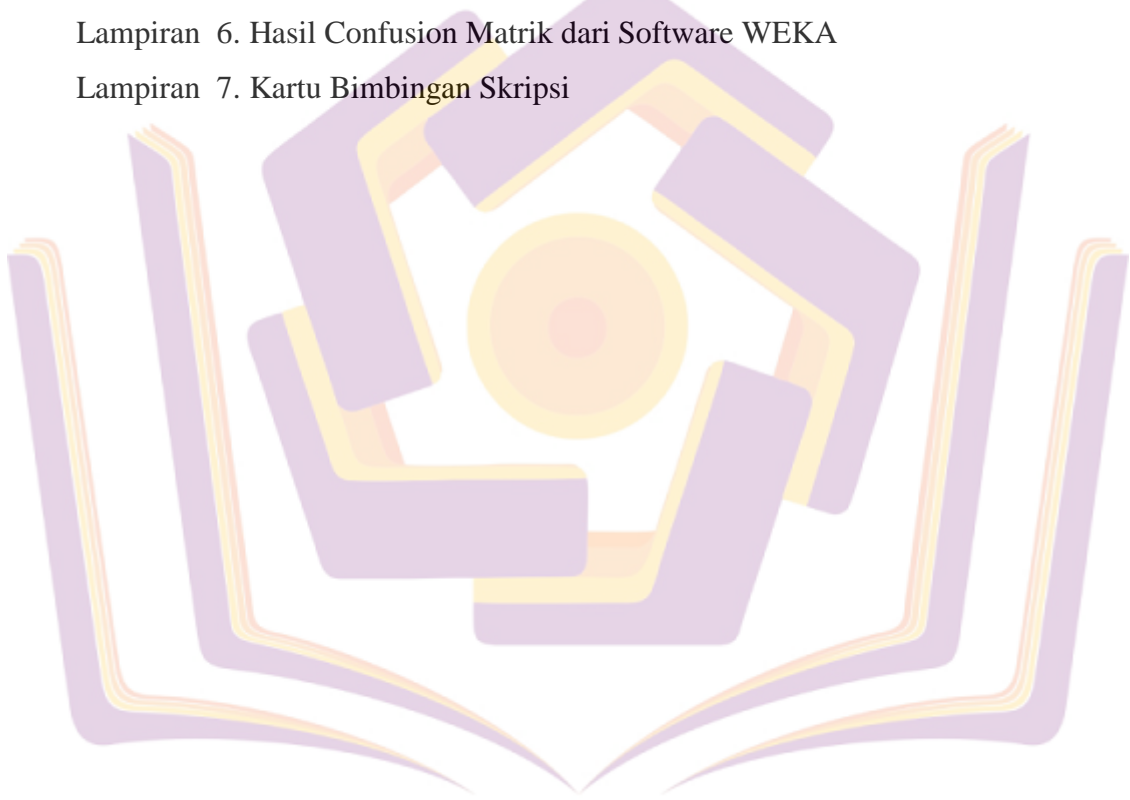 Lampiran  6. Hasil Confusion Matrik dari Software WEKA
Lampiran  7. Kartu Bimbingan Skripsi